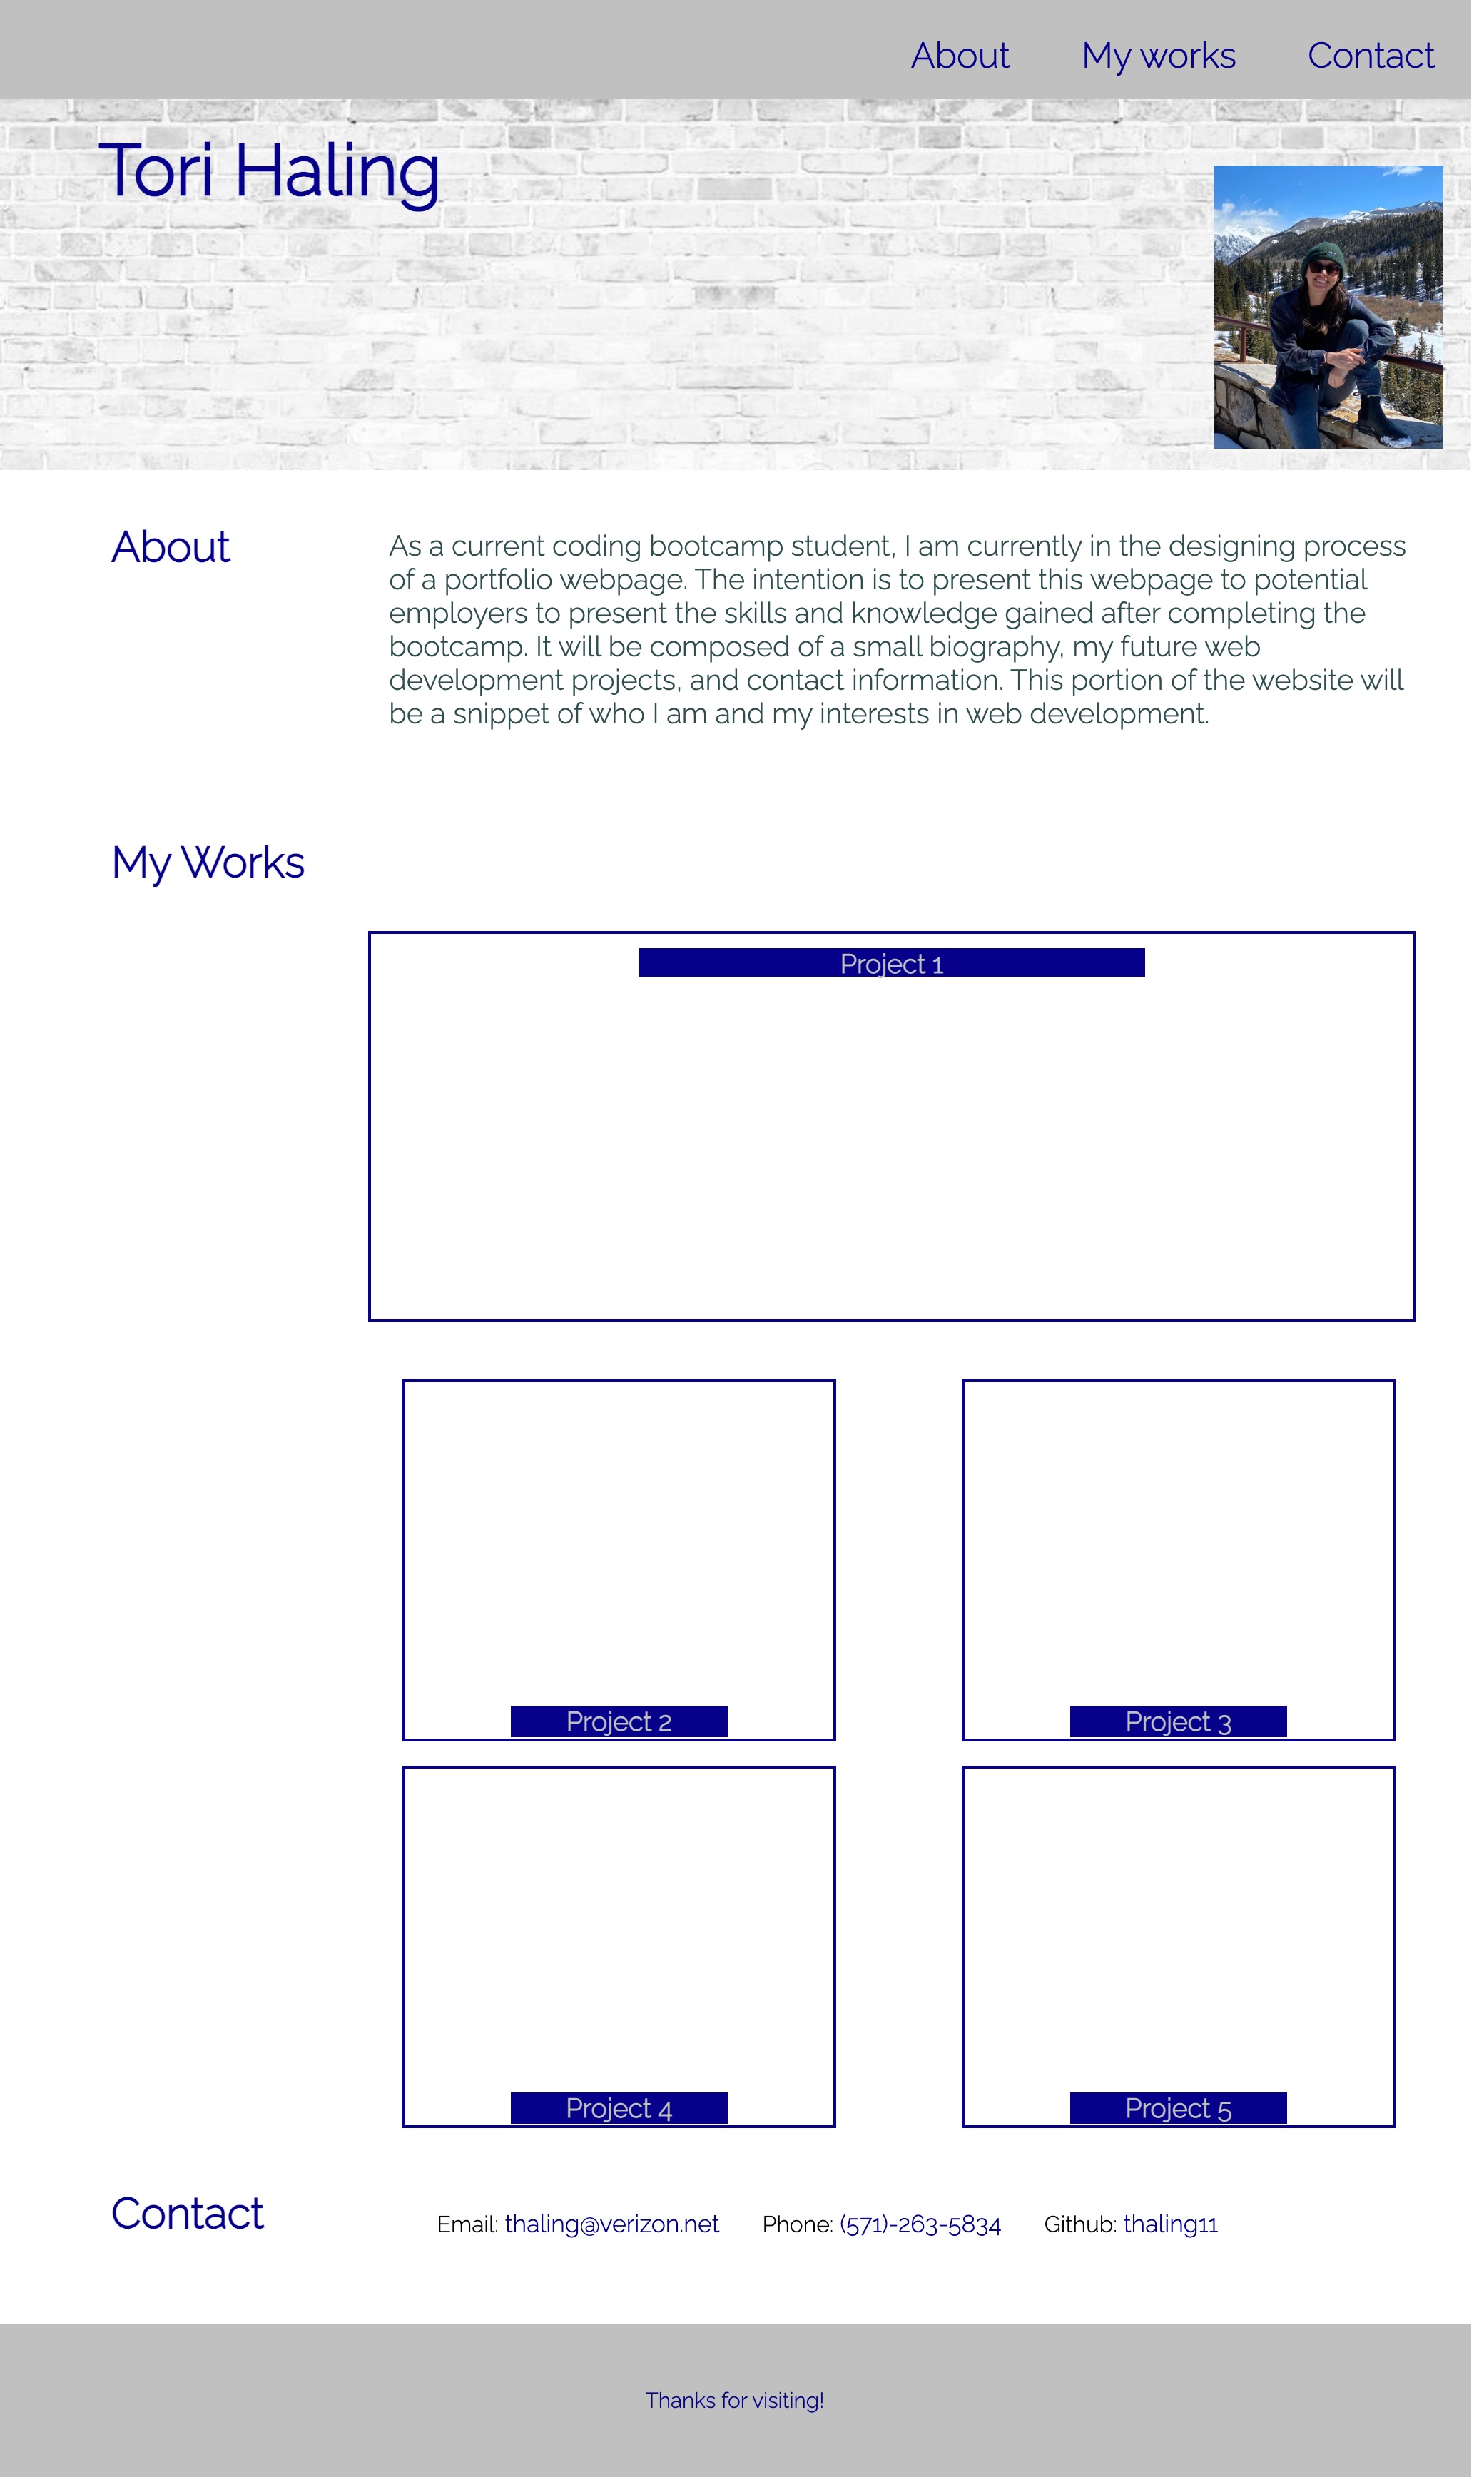 About My works Contact
Tori Haling
About
As a current coding bootcamp student, I am currently in the designing process
of a portfolio webpage. The intention is to present this webpage to potential
employers to present the skills and knowledge gained after completing the
bootcamp. It will be composed of a small biography, my future web
development projects, and contact information. This portion of the website will
be a snippet of who I am and my interests in web development.
My Works
Project 1
Project 2
Project 3
Project 4
Project 5
Contact
Email: thaling@verizon.net Phone: (571)-263-5834 Github: thaling11
Thanks for visiting!